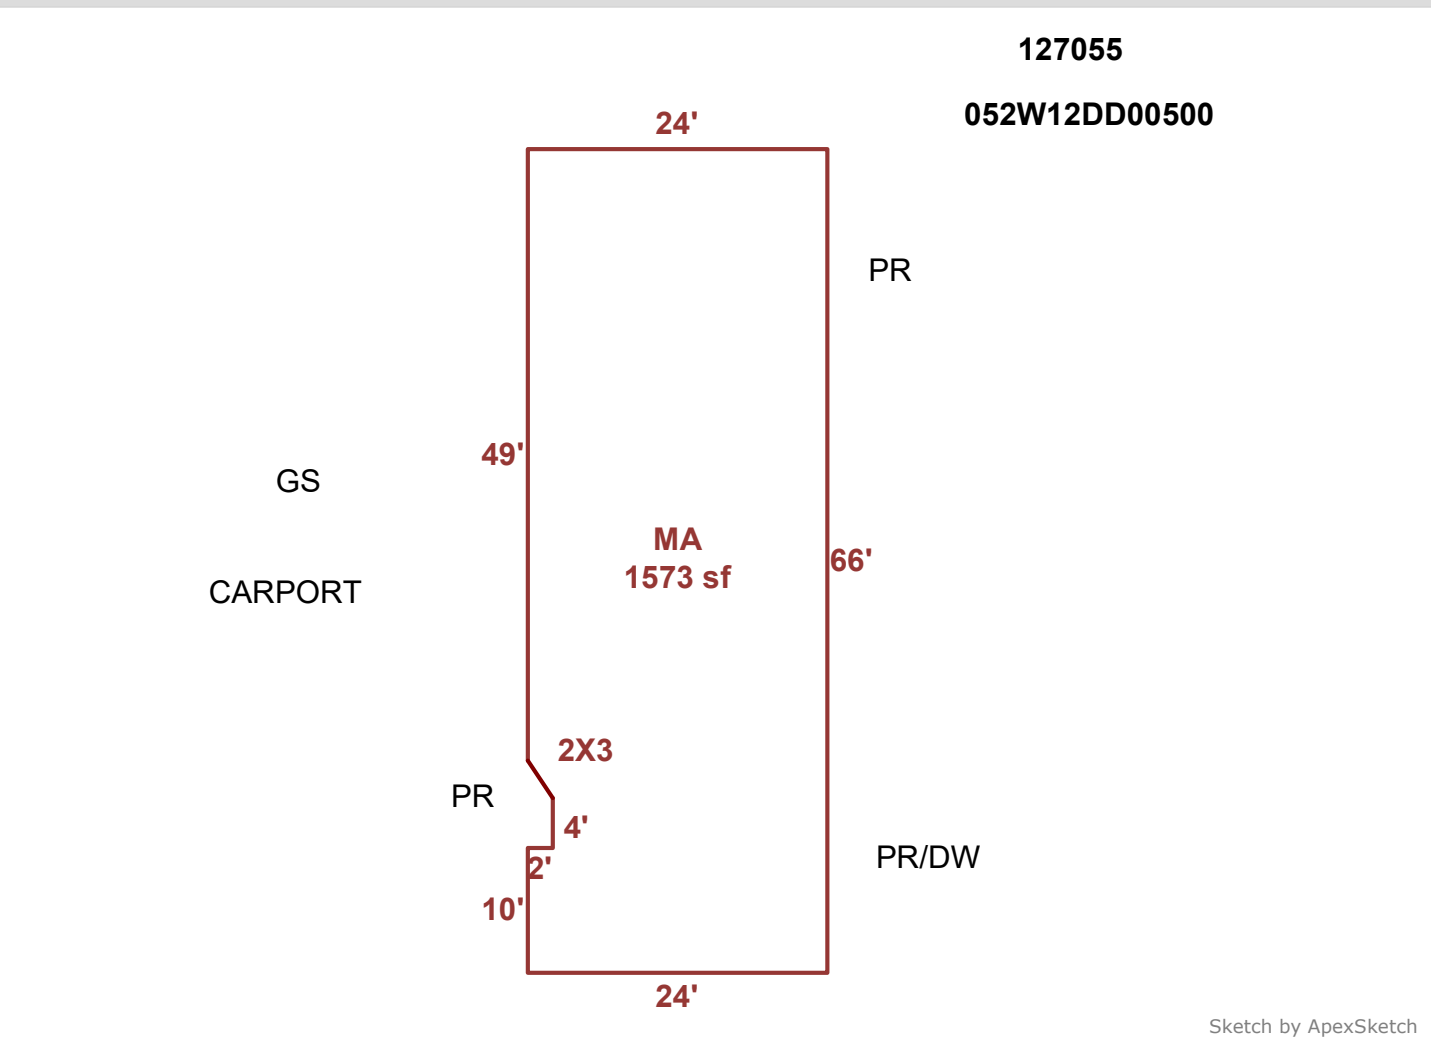 127055
052W12DD00500
24'
PR
49'
GS
MA
1573 sf
66'
CARPORT
2X3
PR
4'
PR/DW
2'
10'
24'
Sketch by ApexSketch